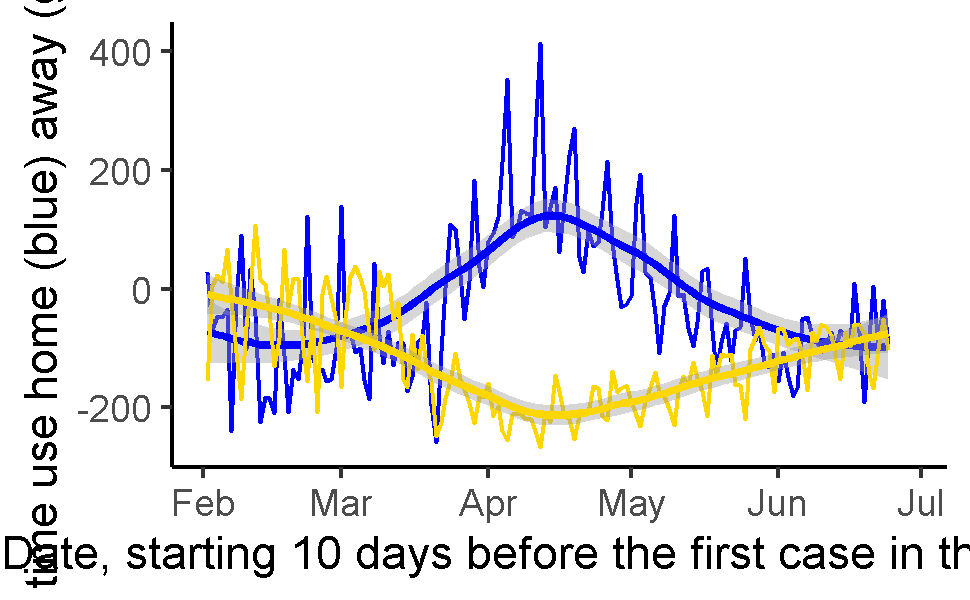 time use home (blue) away (
400
200
0
-200
Feb Mar Apr May Jun Jul
Date, starting 10 days before the first case in th